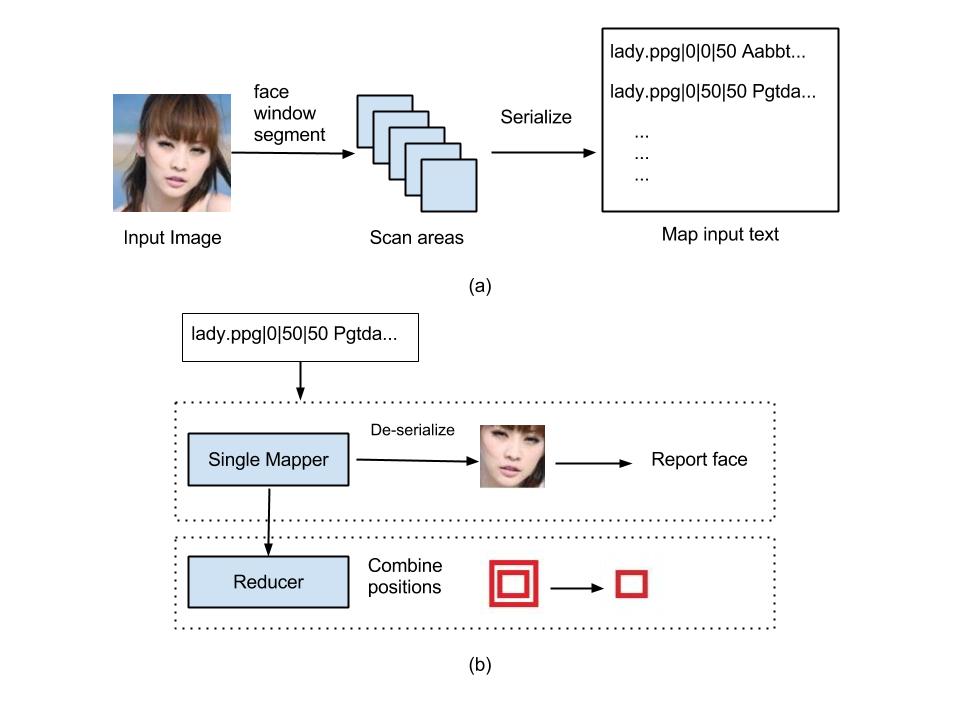 face
window
segment
Input Image
Scan areas
Serialize
lady.ppg|0|0|50 Aabbt...
lady.ppg|0|50|50 Pgtda...
...
...
...
Map input text
(a)
lady.ppg|0|50|50 Pgtda...
Single Mapper
De-serialize
Report face
Reducer
Combine
positions
(b)